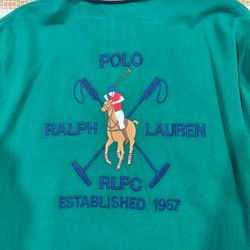 POLO
RALPH LAUREN
RLPC
ESTABLISHED 1967